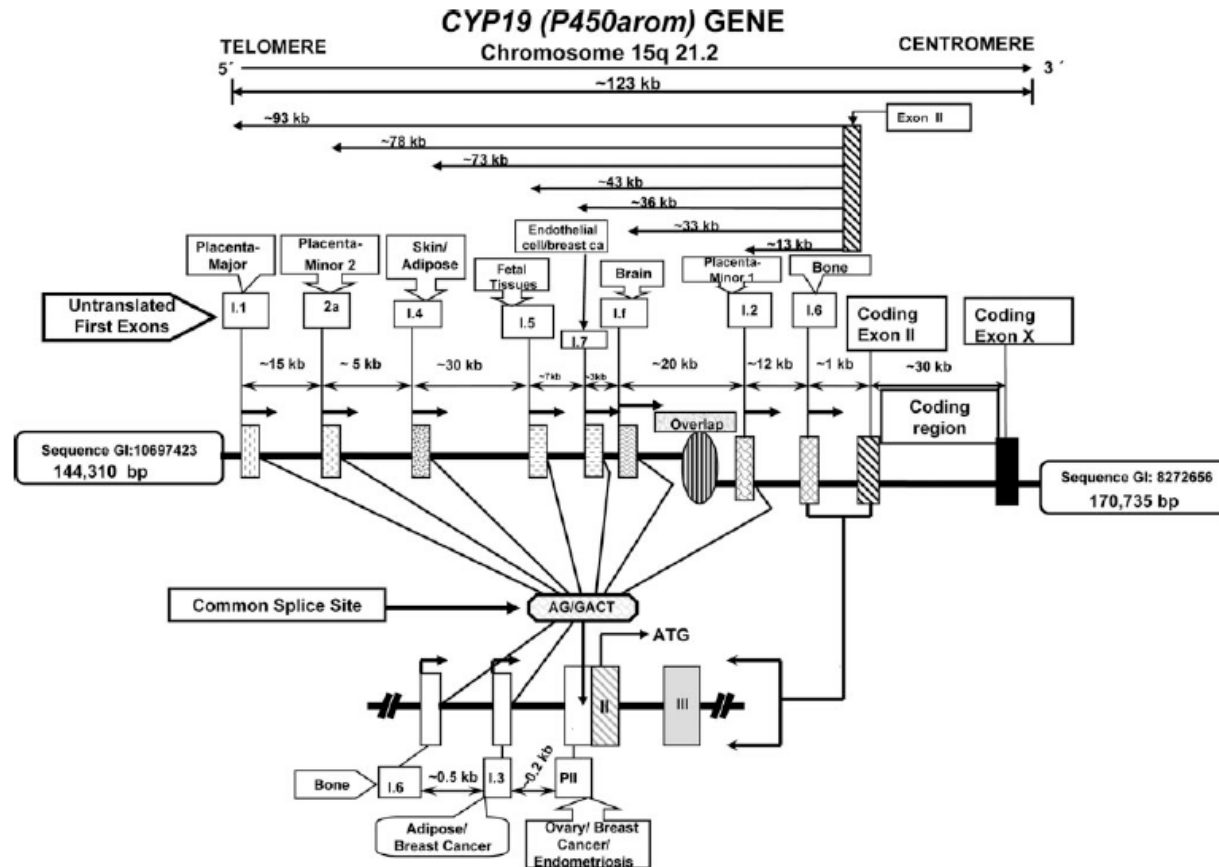 CYP19 (P450arom) GENE
TELOMERE
Chromosome 15q 21.2
CENTROMERE
5´
3 ´
~123 kb
~93 kb
Exon II
~78 kb
~73 kb
~43 kb
~36 kb
~33 kb
~13 kb
Placenta-
Major
Placenta-
Minor 2
Skin/
Adipose
Fetal
Tissues
Endothelial
cell/breast ca
Brain
Placenta-
Minor 1
Bone
Untranslated
First Exons
I.1
2a
I.4
I.5
I.7
I.f
I.2
I.6
Coding
Exon II
Coding
Exon X
~15 kb
~ 5 kb
~30 kb
~7kb
~3kb
~20 kb
~12 kb
~1 kb
~30 kb
Overlap
Coding
region
Sequence GI:10697423
144,310 bp
Sequence GI: 8272656
170,735 bp
Common Splice Site
AG/GACT
ATG
II
III
Bone
I.6
~0.5 kb
I.3
~0.2 kb
PII
Adipose/
Breast Cancer
Ovary/ Breast
Cancer/
Endometriosis